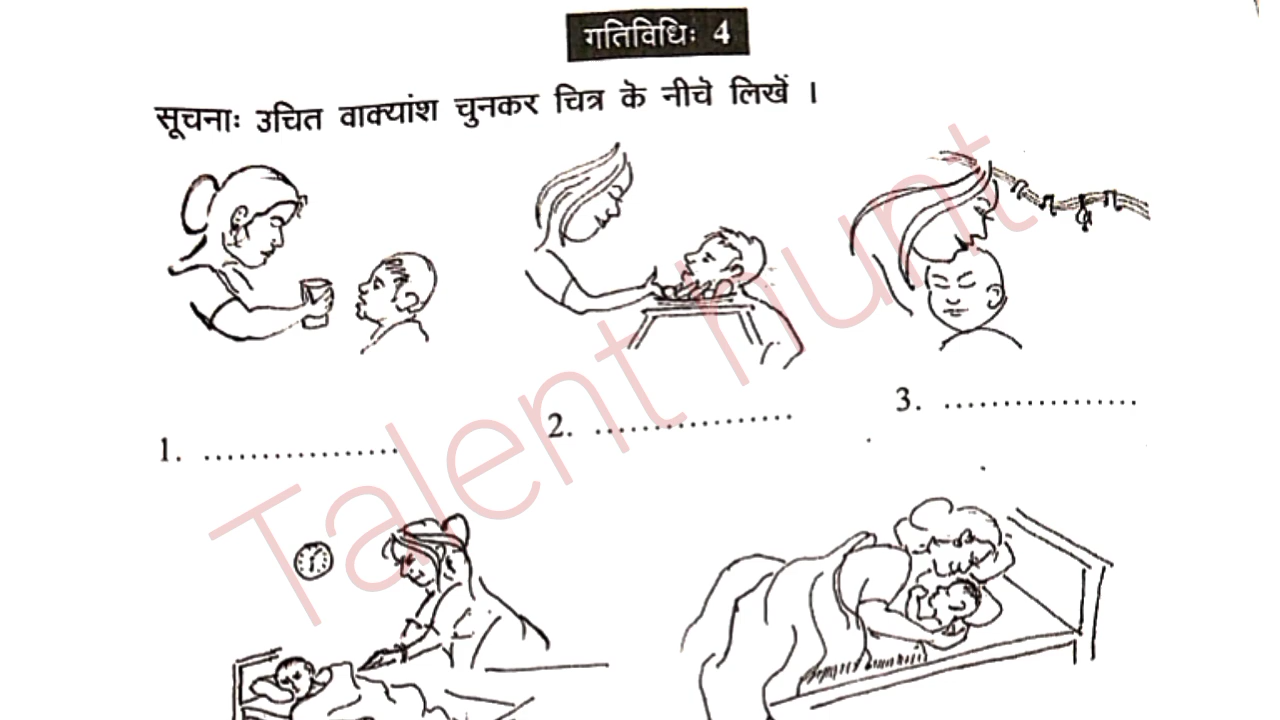 गतिविधिः 4
सूचनाः उचित वाक्यांश चुनकर चित्र के नीचे लिखें ।
1. .................
2. .................
3. .................
Talent hunt